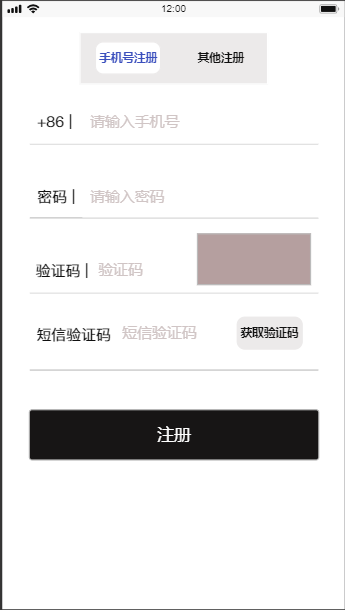 12:00
手机号注册 其他注册
+86 | 请输入手机号
密码 | 请输入密码
验证码 | 验证码
短信验证码 短信验证码 获取验证码
注册